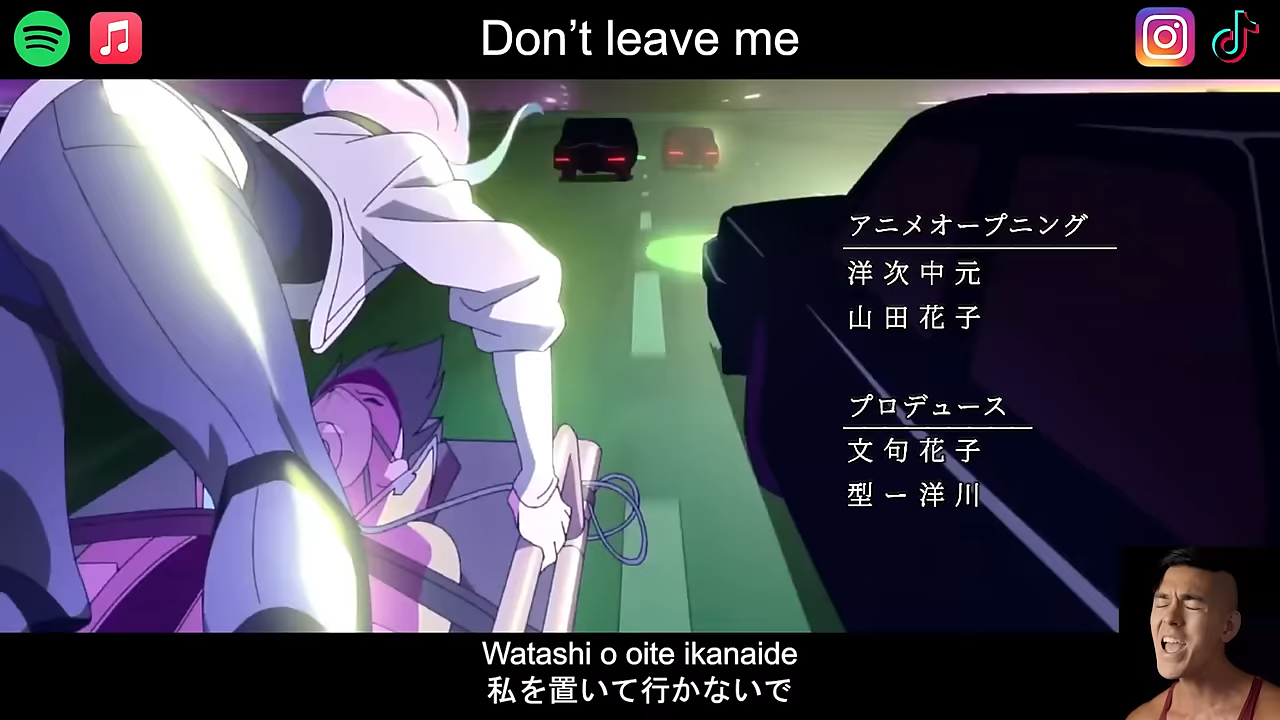 Don't leave me
アニメオープニング
洋次中元
山田花子
プロデュース
文句花子
型一洋川
Watashi o oite ikanaide
私を置いて行かないで